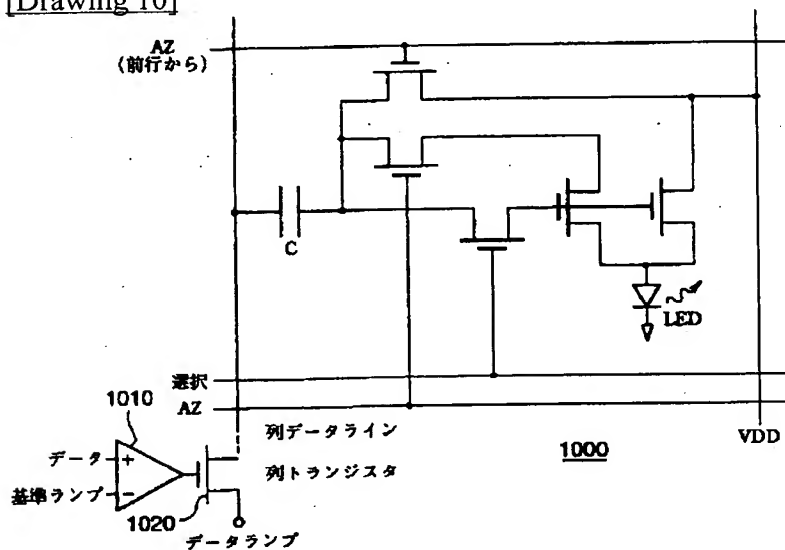 [Drawing 10]
AZ
(前行から)
C
LED
選択
AZ
VDD
1010
列データライン
1000
データ
+
列トランジスタ
基準ランプ
-
1020
データランプ